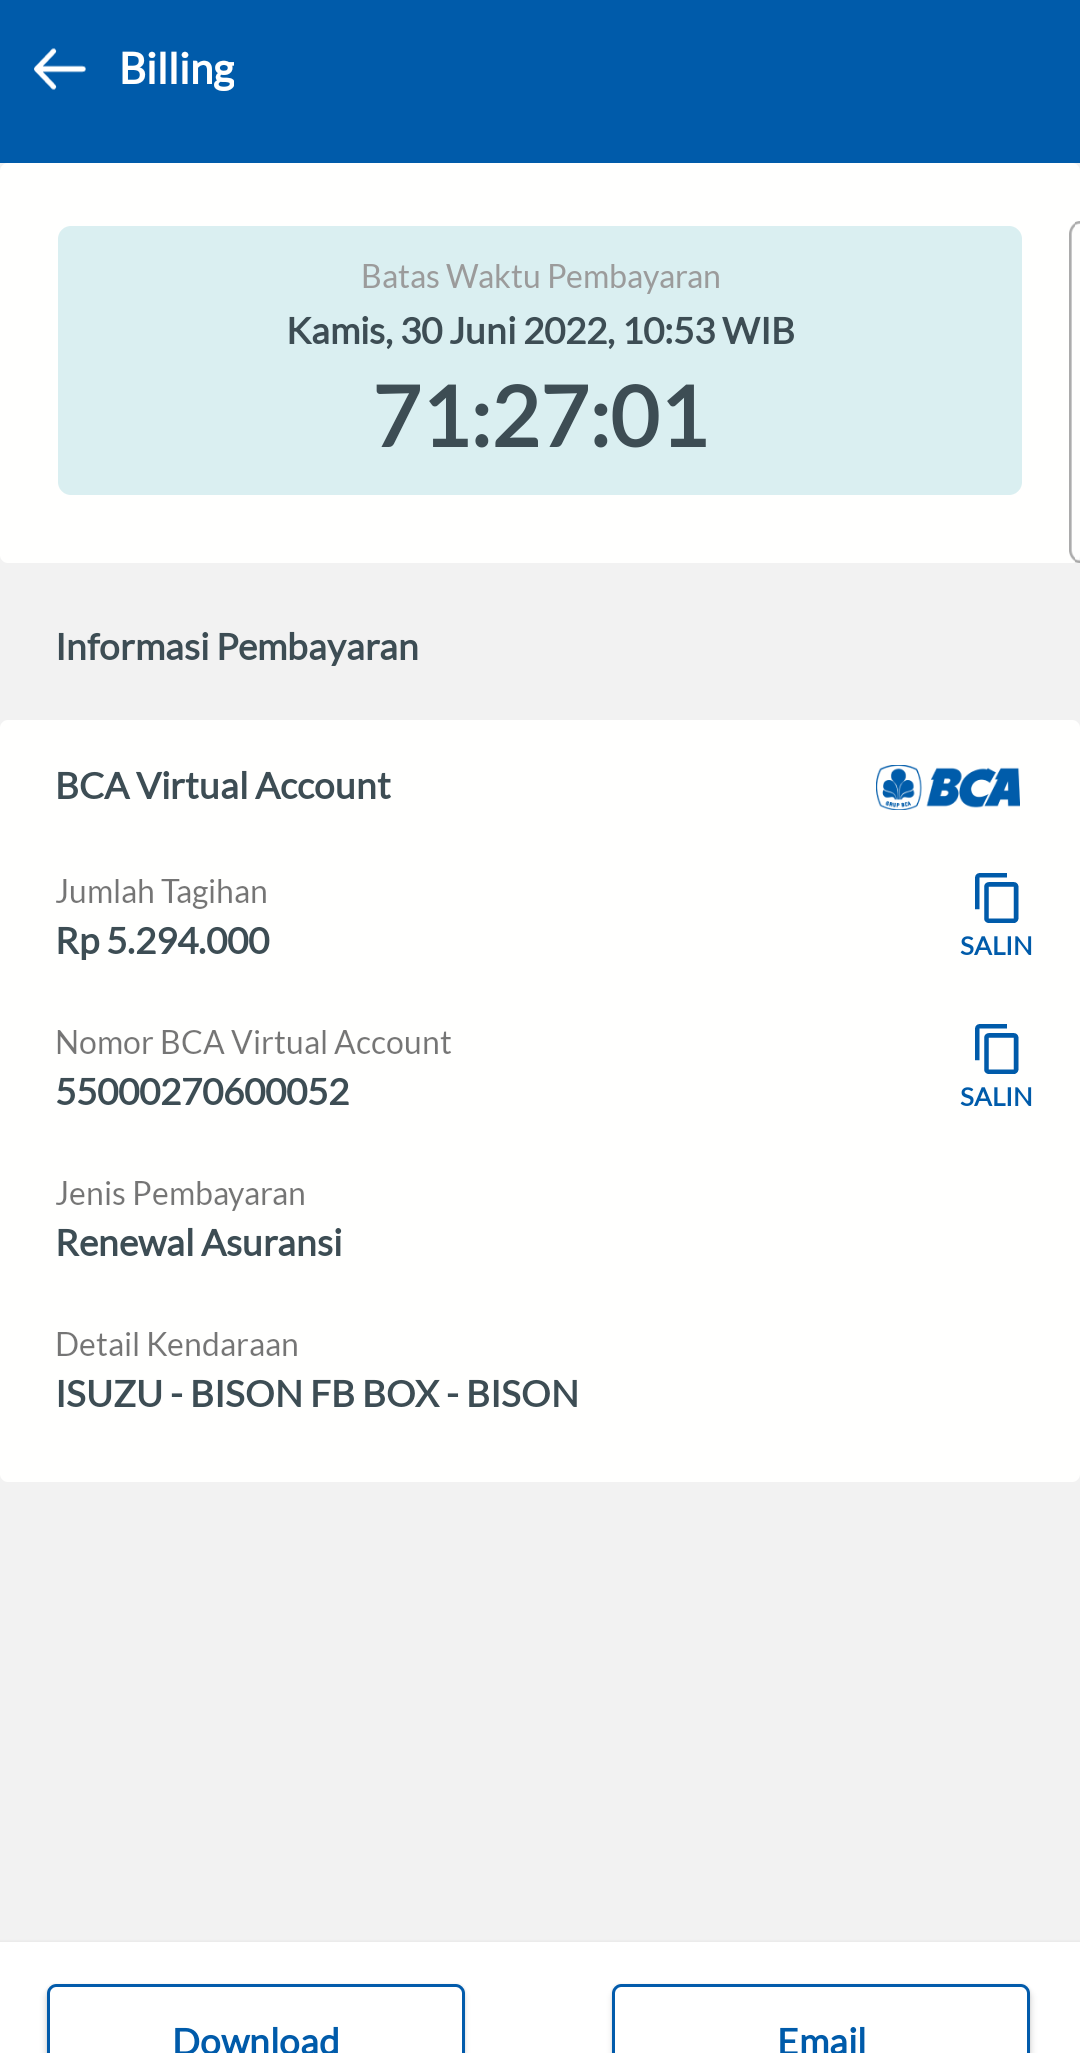 Billing
Batas Waktu Pembayaran
Kamis, 30 Juni 2022, 10:53 WIB
71:27:01
Informasi Pembayaran
BCA Virtual Account
BCA
Jumlah Tagihan
Rp 5.294.000
SALIN
Nomor BCA Virtual Account
55000270600052
SALIN
Jenis Pembayaran
Renewal Asuransi
Detail Kendaraan
ISUZU - BISON FB BOX - BISON
Download
Email